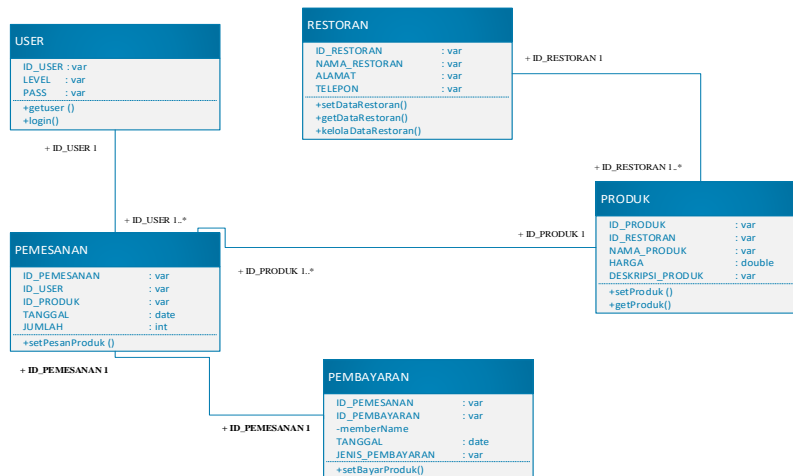 USER
ID_USER : var
LEVEL : var
PASS : var
+getuser ()
+login()
+ ID_USER 1
RESTORAN
ID_RESTORAN : var
NAMA_RESTORAN : var
ALAMAT : var
TELEPON : var
+setDataRestoran()
+getDataRestoran()
+kelolaDataRestoran()
+ ID_RESTORAN 1
+ ID_RESTORAN 1..*
PRODUK
ID_PRODUK : var
ID_RESTORAN : var
NAMA_PRODUK : var
HARGA : double
DESKRIPSI_PRODUK : var
+setProduk ()
+getProduk()
+ ID_USER 1..*
+ ID_PRODUK 1
+ ID_PRODUK 1..*
PEMESANAN
ID_PEMESANAN : var
ID_USER : var
ID_PRODUK : var
TANGGAL : date
JUMLAH : int
+setPesanProduk ()
+ ID_PEMESANAN 1
+ ID_PEMESANAN 1
PEMBAYARAN
ID_PEMESANAN : var
ID_PEMBAYARAN : var
-memberName
TANGGAL : date
JENIS_PEMBAYARAN : var
+setBayarProduk()